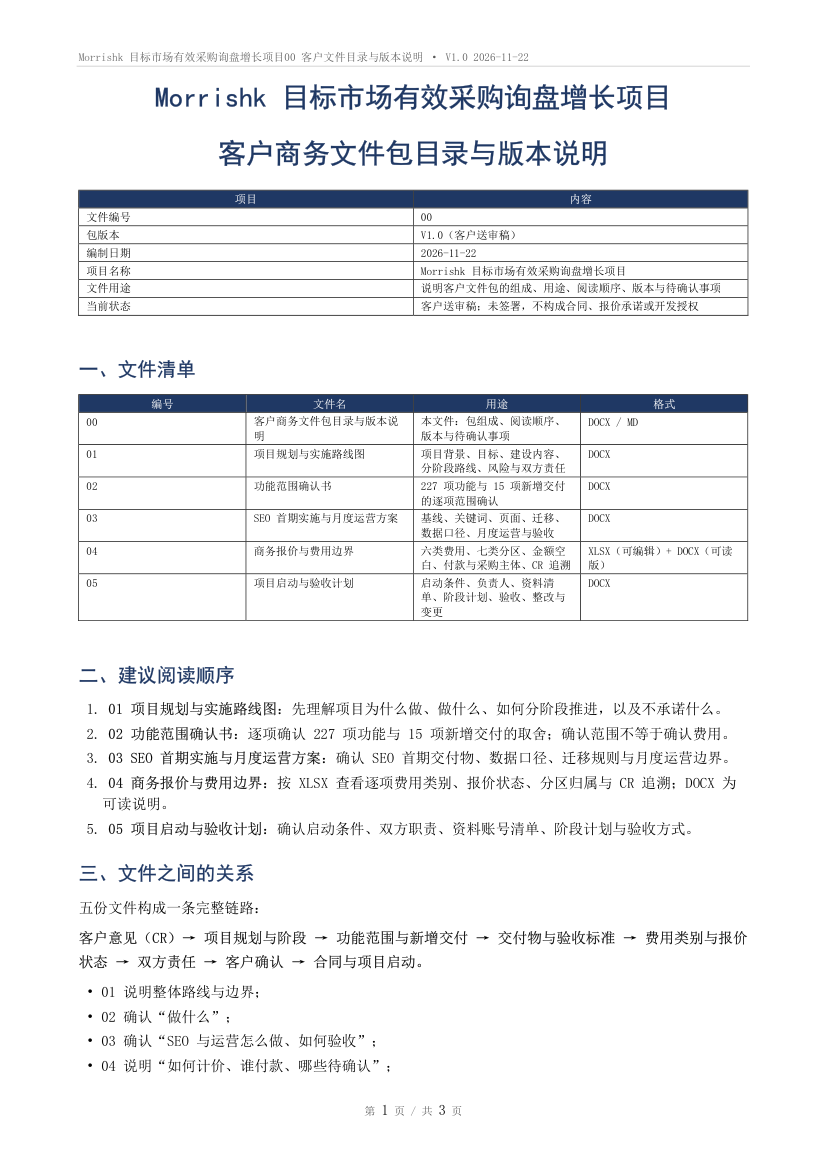 Morrishk 目标市场有效采购询盘增长项目00 客户文件目录与版本说明 • V1.0 2026-11-22
Morrishk 目标市场有效采购询盘增长项目
客户商务文件包目录与版本说明
项目 内容
文件编号 00
包版本 V1.0（客户送审稿）
编制日期 2026-11-22
项目名称 Morrishk 目标市场有效采购询盘增长项目
文件用途 说明客户文件包的组成、用途、阅读顺序、版本与待确认事项
当前状态 客户送审稿；未签署，不构成合同、报价承诺或开发授权
一、文件清单
编号 文件名 用途 格式
00 客户商务文件包目录与版本说 本文件：包组成、阅读顺序、 DOCX / MD
明 版本与待确认事项
01 项目规划与实施路线图 项目背景、目标、建设内容、 DOCX
分阶段路线、风险与双方责任
02 功能范围确认书 227 项功能与 15 项新增交付 DOCX
的逐项范围确认
03 SEO 首期实施与月度运营方案 基线、关键词、页面、迁移、 DOCX
数据口径、月度运营与验收
04 商务报价与费用边界 六类费用、七类分区、金额空 XLSX（可编辑）+ DOCX（可读
白、付款与采购主体、CR 追溯 版）
05 项目启动与验收计划 启动条件、负责人、资料清 DOCX
单、阶段计划、验收、整改与
变更
二、建议阅读顺序
1. 01 项目规划与实施路线图：先理解项目为什么做、做什么、如何分阶段推进，以及不承诺什么。
2. 02 功能范围确认书：逐项确认 227 项功能与 15 项新增交付的取舍；确认范围不等于确认费用。
3. 03 SEO 首期实施与月度运营方案：确认 SEO 首期交付物、数据口径、迁移规则与月度运营边界。
4. 04 商务报价与费用边界：按 XLSX 查看逐项费用类别、报价状态、分区归属与 CR 追溯；DOCX 为
可读说明。
5. 05 项目启动与验收计划：确认启动条件、双方职责、资料账号清单、阶段计划与验收方式。
三、文件之间的关系
五份文件构成一条完整链路：
客户意见（CR）→ 项目规划与阶段 → 功能范围与新增交付 → 交付物与验收标准 → 费用类别与报价
状态 → 双方责任 → 客户确认 → 合同与项目启动。
• 01 说明整体路线与边界；
• 02 确认“做什么”；
• 03 确认“SEO 与运营怎么做、如何验收”；
• 04 说明“如何计价、谁付款、哪些待确认”；
第 1 页 / 共 3 页